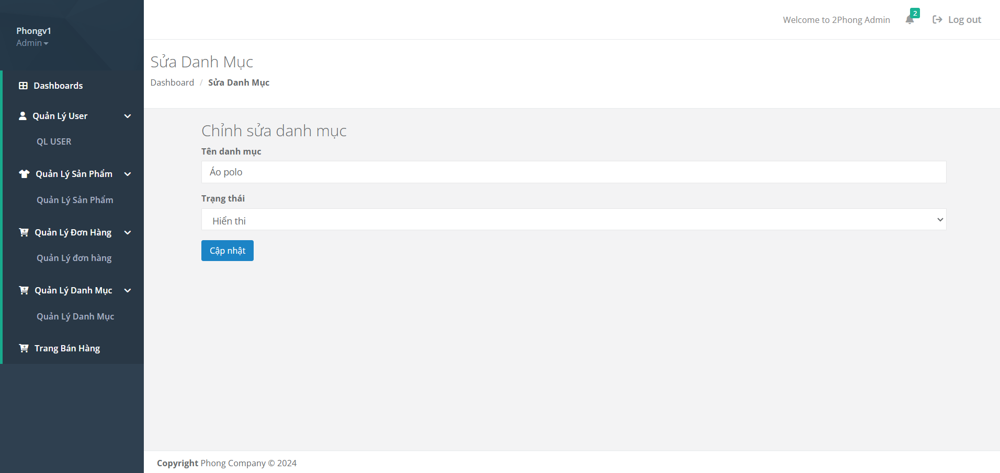 Phongv1
Admin
Dashboards
Quản Lý User
QL USER
Quản Lý Sản Phẩm
Quản Lý Sản Phẩm
Quản Lý Đơn Hàng
Quản Lý đơn hàng
Quản Lý Danh Mục
Quản Lý Danh Mục
Trang Bán Hàng
Welcome to 2Phong Admin
2
Log out
Sửa Danh Mục
Dashboard / Sửa Danh Mục
Chỉnh sửa danh mục
Tên danh mục
Áo polo
Trạng thái
Hiển thi
Cập nhật
Copyright Phong Company © 2024